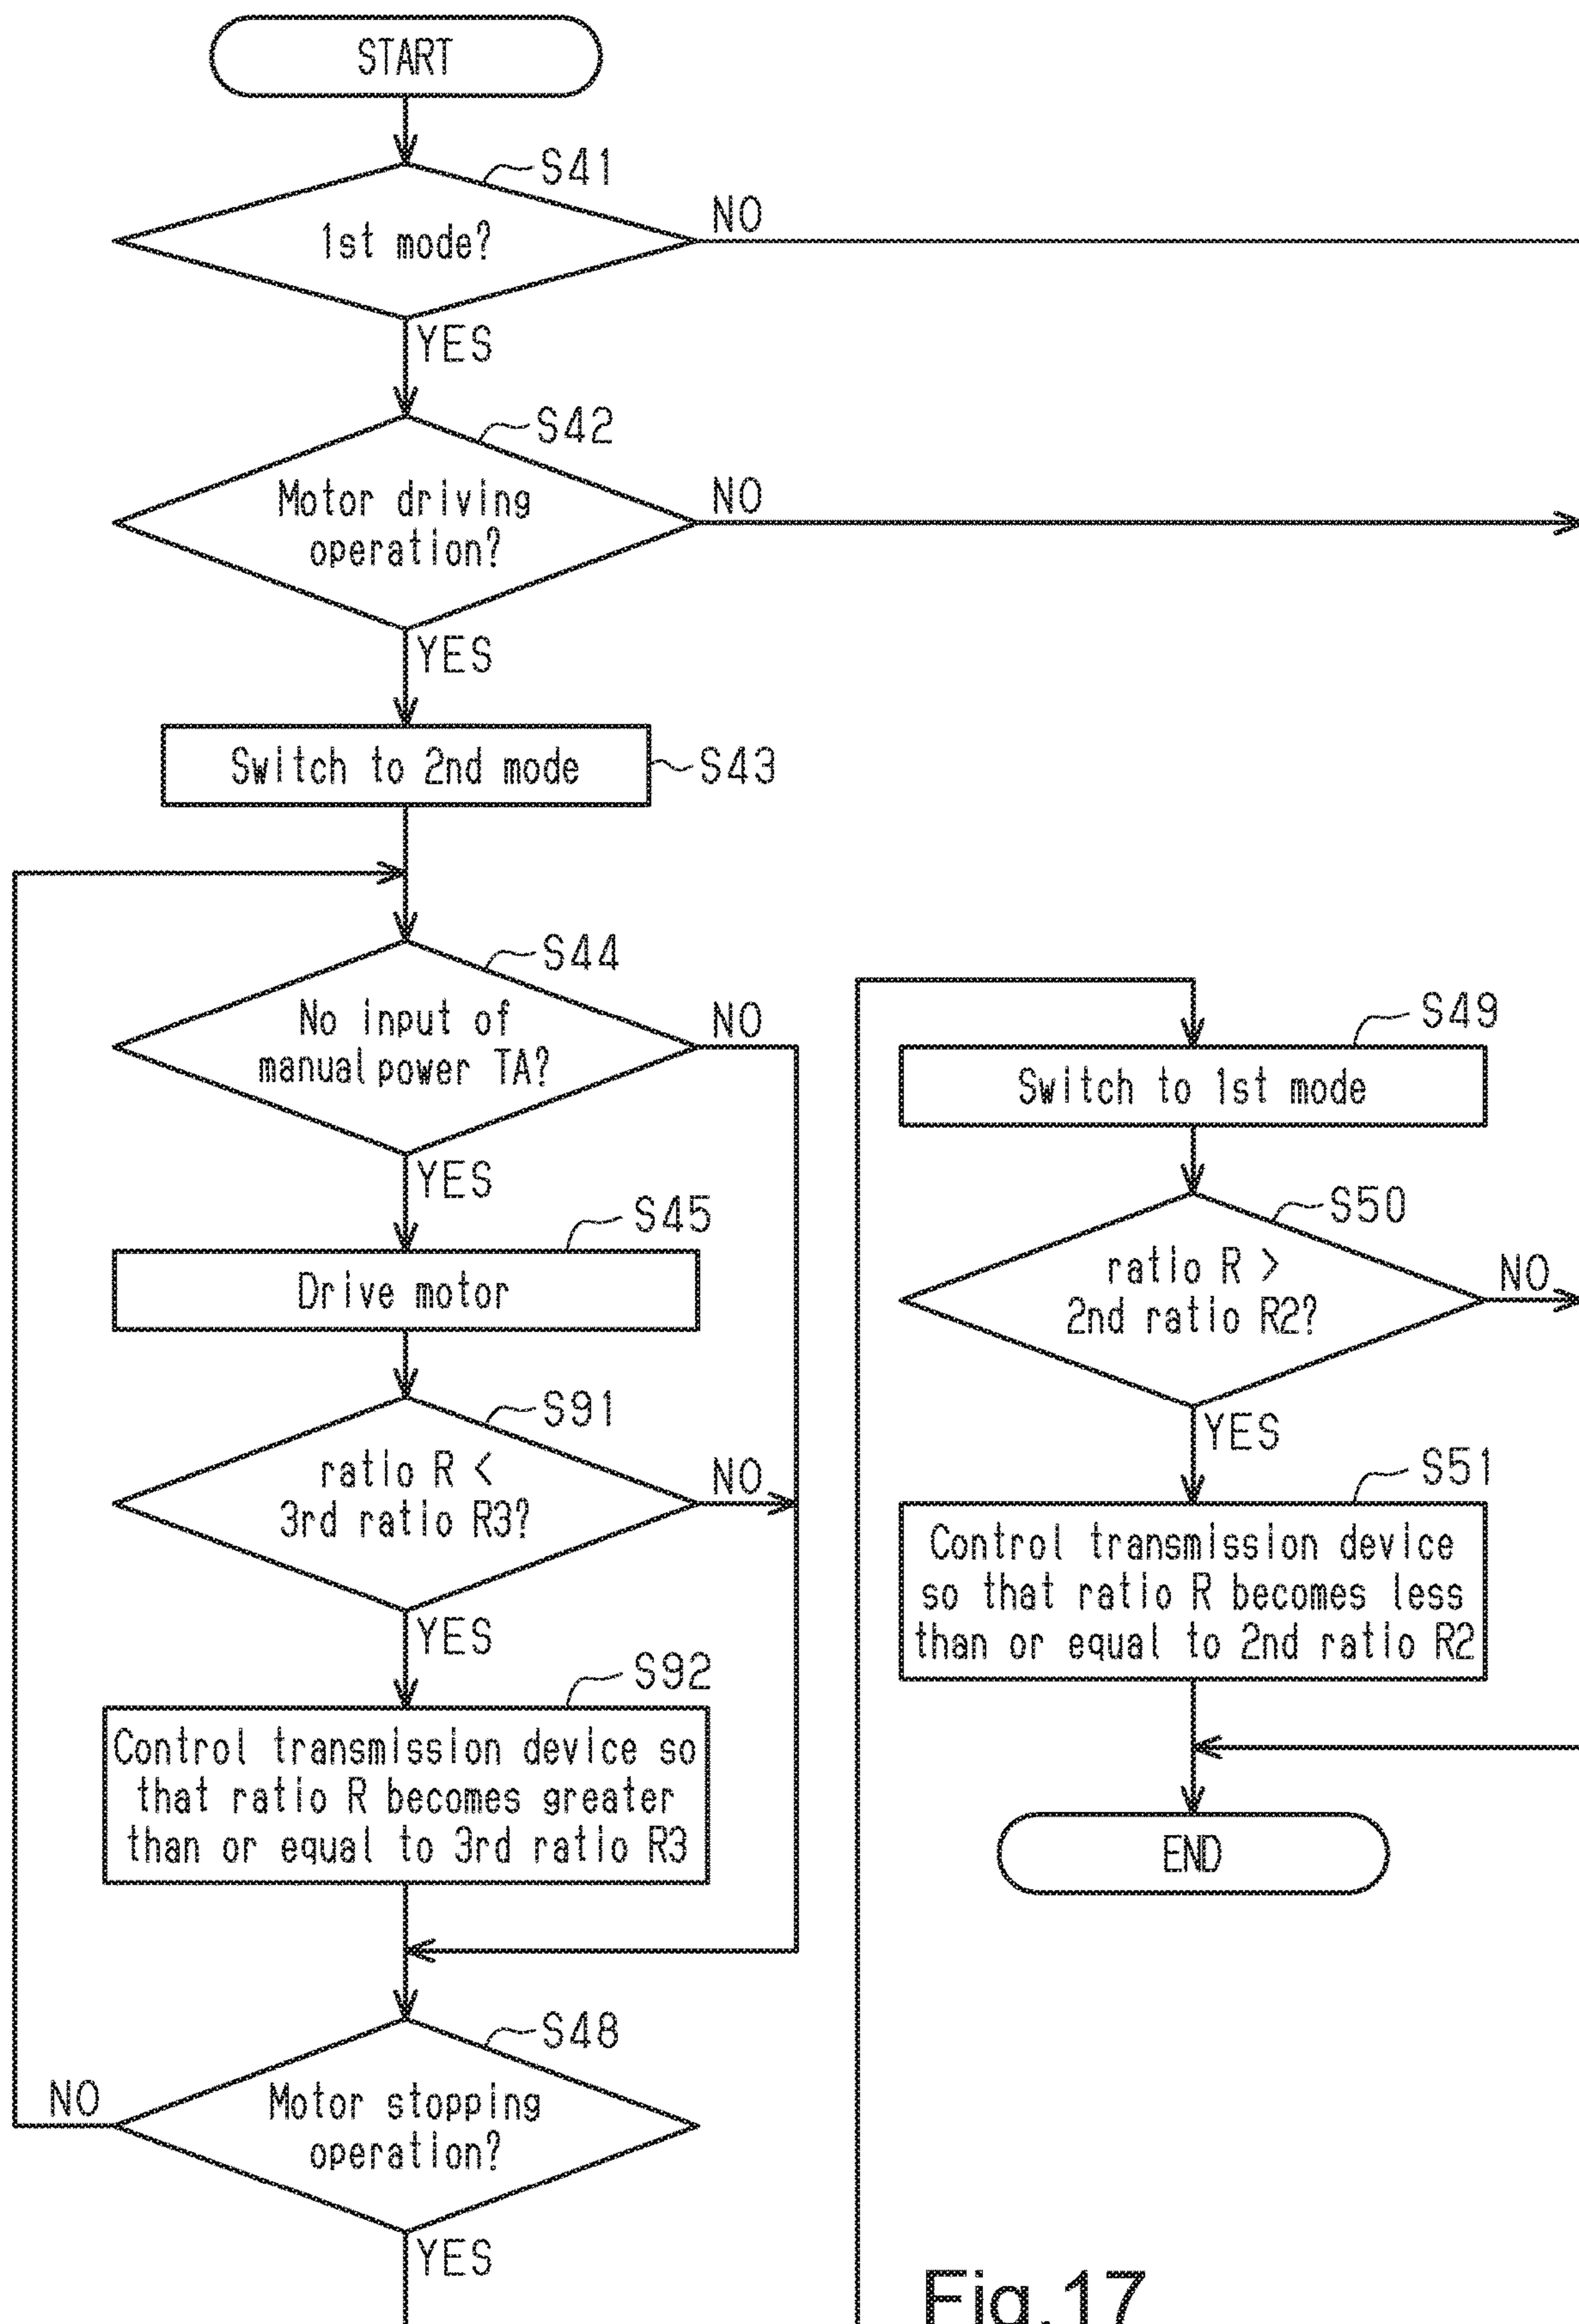 START
S41
1st mode?
NO
YES
S42
Motor driving
operation?
NO
YES
Switch to 2nd mode
S43
S44
No input of
manual power TA?
NO
YES
S45
Drive motor
S91
ratio R <
3rd ratio R3?
NO
YES
S92
Control transmission device so
that ratio R becomes greater
than or equal to 3rd ratio R3
S48
Motor stopping
operation?
NO
YES
S49
Switch to 1st mode
S50
ratio R >
2nd ratio R2?
NO
YES
S51
Control transmission device
so that ratio R becomes less
than or equal to 2nd ratio R2
END
Fig.17